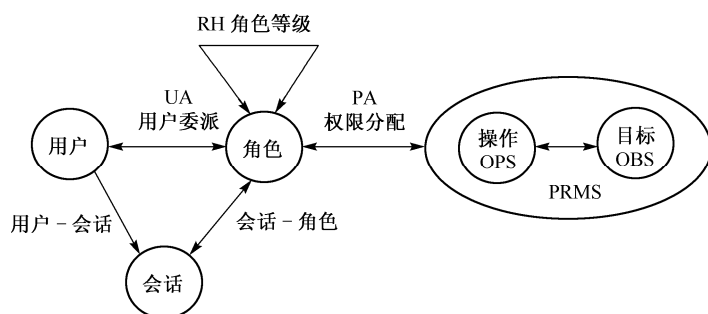 RH 角色等级
UA
用户委派
PA
权限分配
用户
角色
操作
OPS
目标
OBS
PRMS
用户－会话
会话－角色
会话